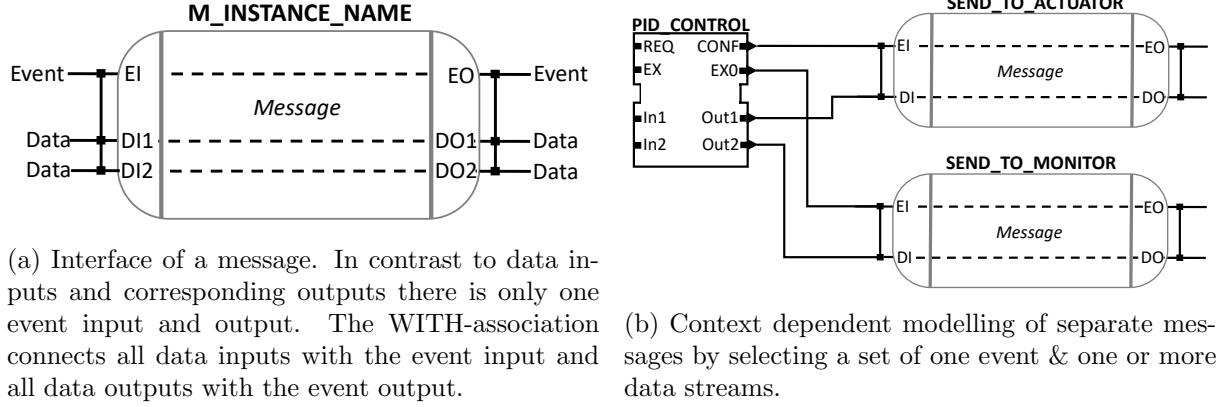 M_INSTANCE_NAME
Event EI EO Event
Message
Data DI1 DO1 Data
Data DI2 DO2 Data
(a) Interface of a message. In contrast to data in-
puts and corresponding outputs there is only one
event input and output. The WITH-association
connects all data inputs with the event input and
all data outputs with the event output.
SEND_TO_ACTUATOR
PID_CONTROL
REQ CONF
EX EX0
In1 Out1
In2 Out2
EI EO
Message
DI DO
SEND_TO_MONITOR
EI EO
Message
DI DO
(b) Context dependent modelling of separate mes-
sages by selecting a set of one event & one or more
data streams.